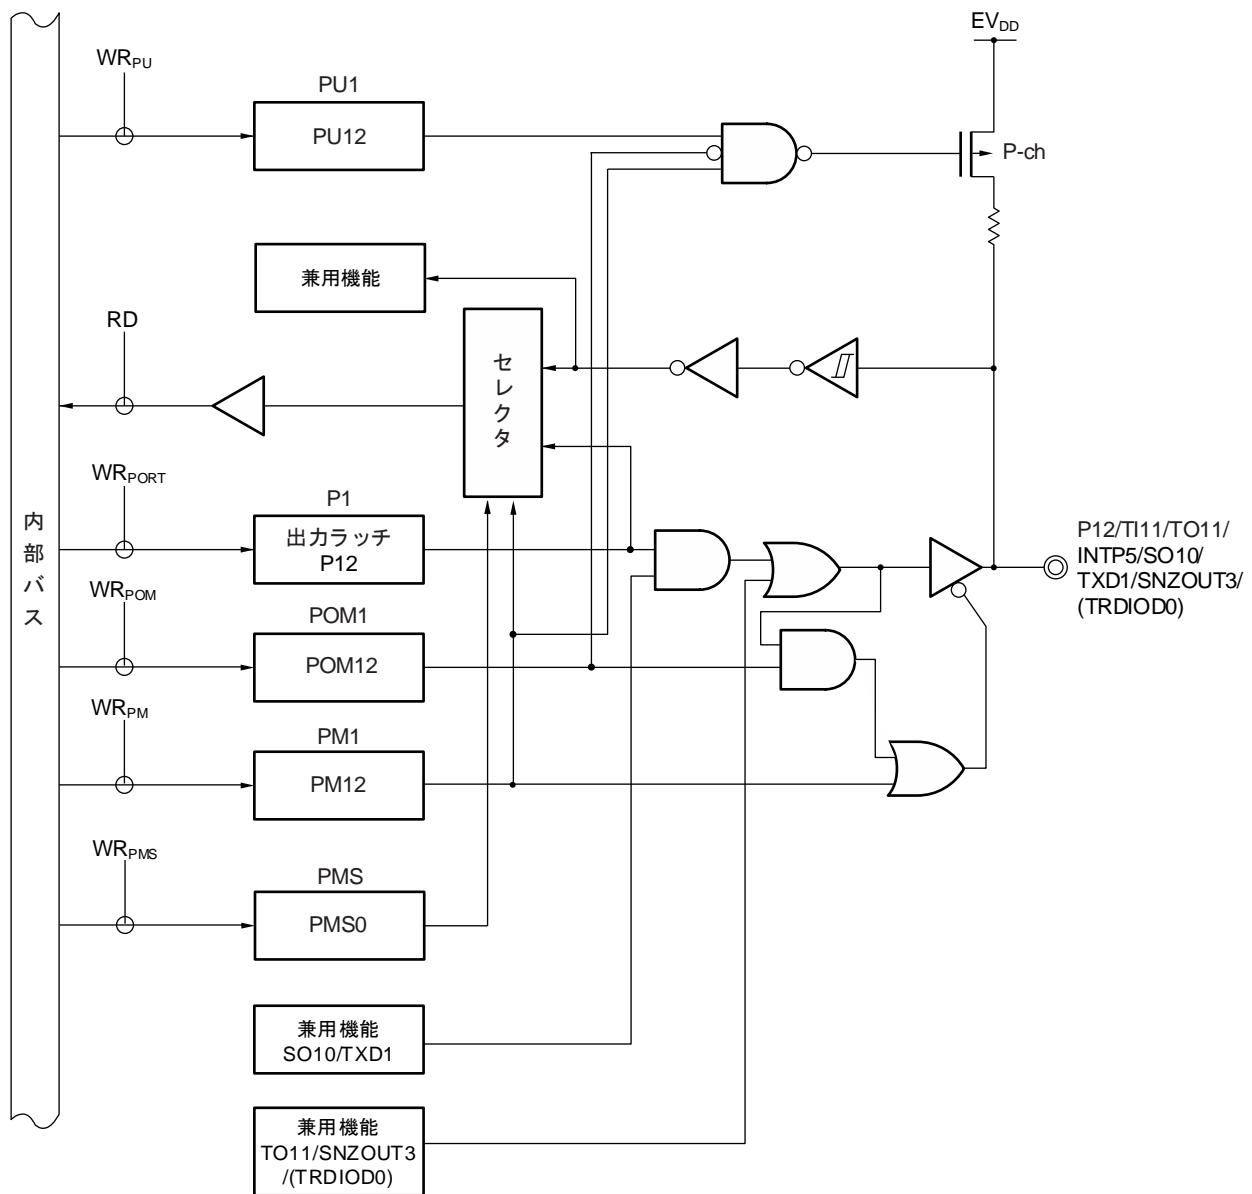 EVDD
WRPU
PU1
PU12
P-ch
兼用機能
RD
セレクタ
WRPORT
P1
出力ラッチ
P12
内部バス
P12/TI11/TO11/
INTP5/SO10/
TXD1/SNZOUT3/
(TRDIOD0)
WRPOM
POM1
POM12
WRPM
PM1
PM12
WRPMS
PMS
PMS0
兼用機能
SO10/TXD1
兼用機能
TO11/SNZOUT3
/(TRDIOD0)